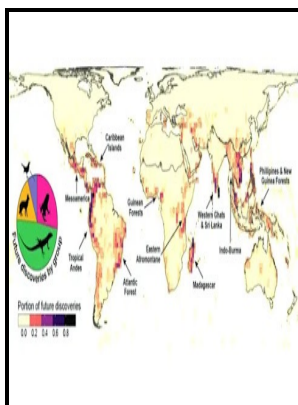 Caribbean
Islands
Mesoamerica
Guinean
Forests
Western Ghats
& Sri Lanka
Phillipines & New
Guinea Forests
Indo-Burma
Eastern
Afromontane
Tropical
Andes
Atlantic
Forest
Madagascar
Future discoveries by group
Portion of future discoveries
0.0 0.2 0.4 0.6 0.8